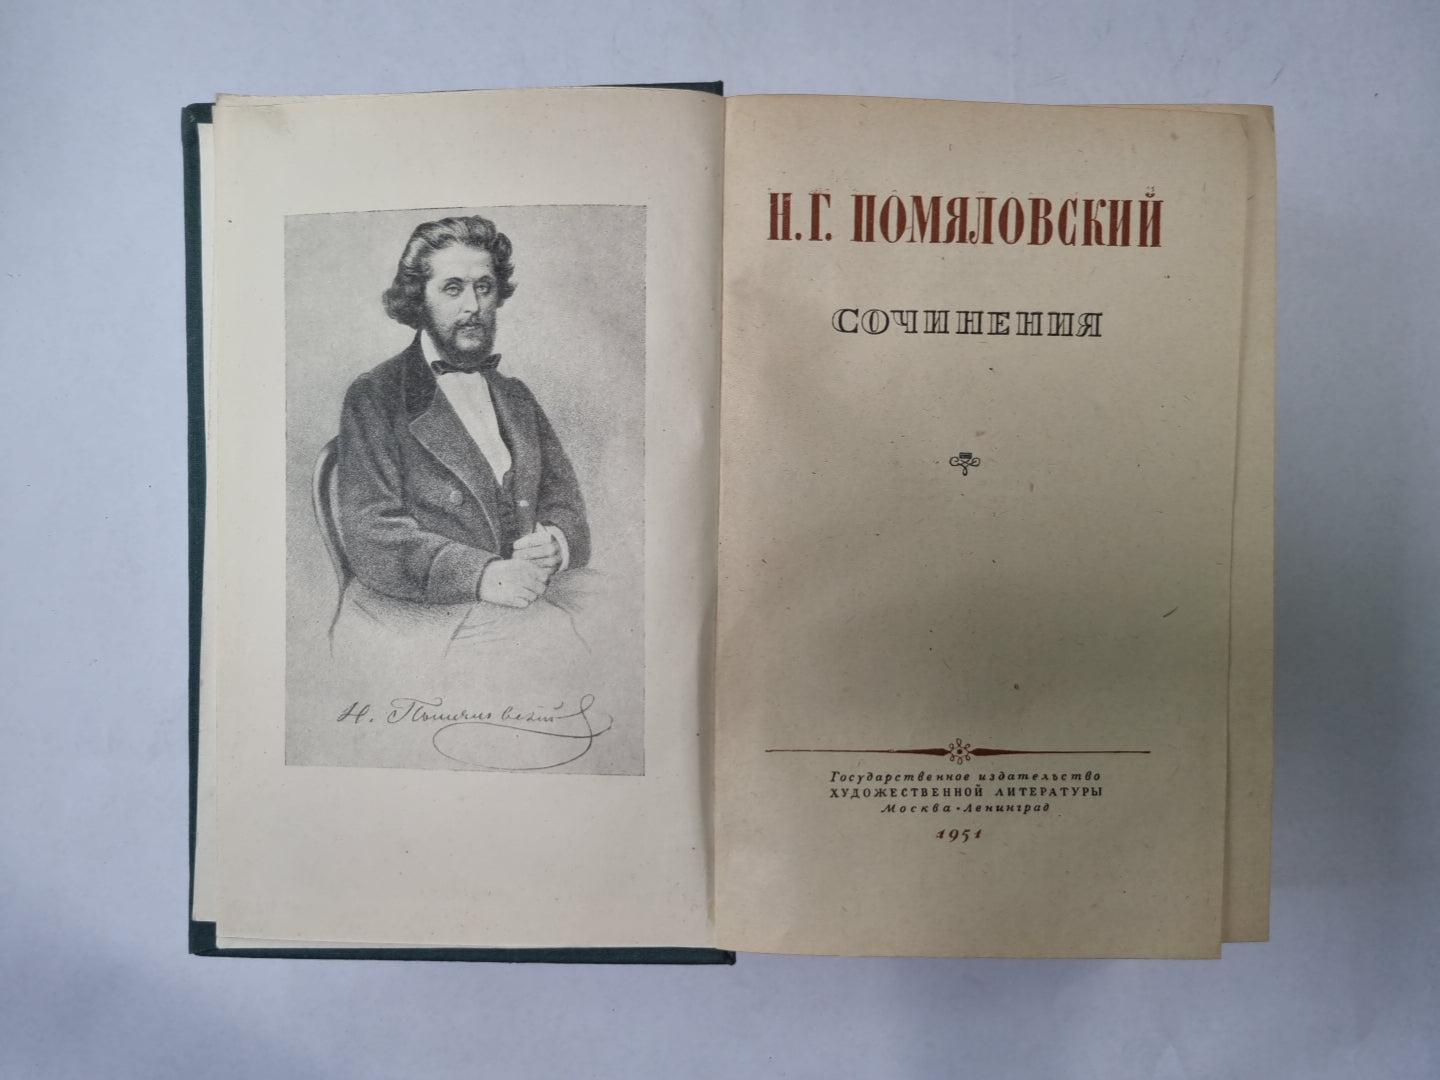 Н. Помяловский
Н. Г. ПОМЯЛОВСКИЙ
СОЧИНЕНИЯ
Государственное издательство
ХУДОЖЕСТВЕННОЙ ЛИТЕРАТУРЫ
Москва • Ленинград
1951